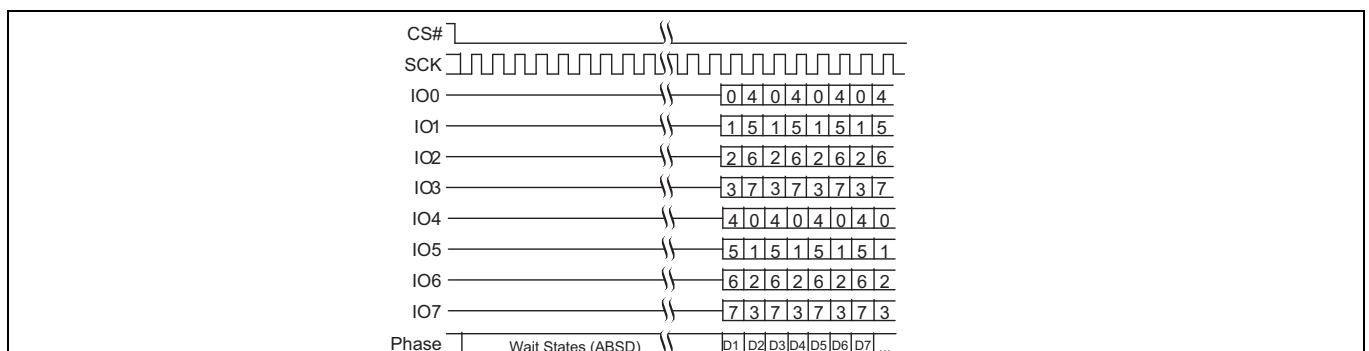 CS#
SCK
IO0 0 4 0 4 0 4 0 4
IO1 1 5 1 5 1 5 1 5
IO2 2 6 2 6 2 6 2 6
IO3 3 7 3 7 3 7 3 7
IO4 4 0 4 0 4 0 4 0
IO5 5 1 5 1 5 1 5 1
IO6 6 2 6 2 6 2 6 2
IO7 7 3 7 3 7 3 7 3
Phase Wait States (ABSD) D1 D2 D3 D4 D5 D6 D7 ...